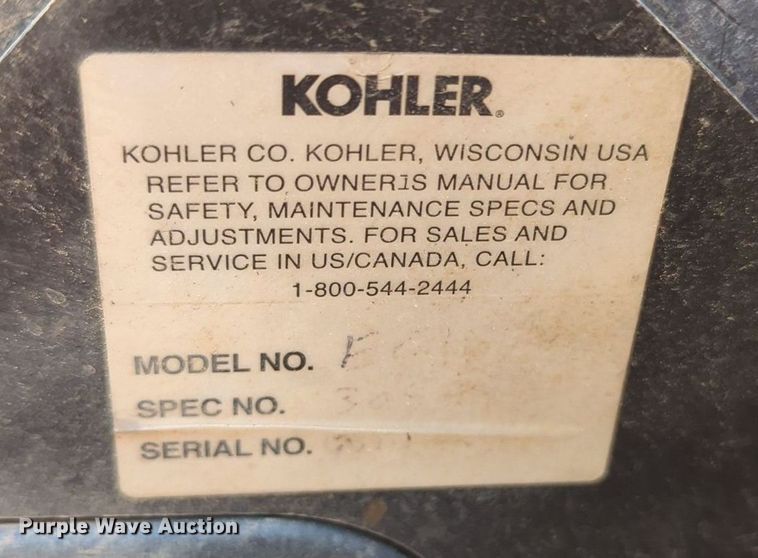 KOHLER®
KOHLER CO. KOHLER, WISCONSIN USA
REFER TO OWNER1S MANUAL FOR
SAFETY, MAINTENANCE SPECS AND
ADJUSTMENTS. FOR SALES AND
SERVICE IN US/CANADA, CALL:
1-800-544-2444
MODEL NO.
SPEC NO.
SERIAL NO.
Purple Wave Auction